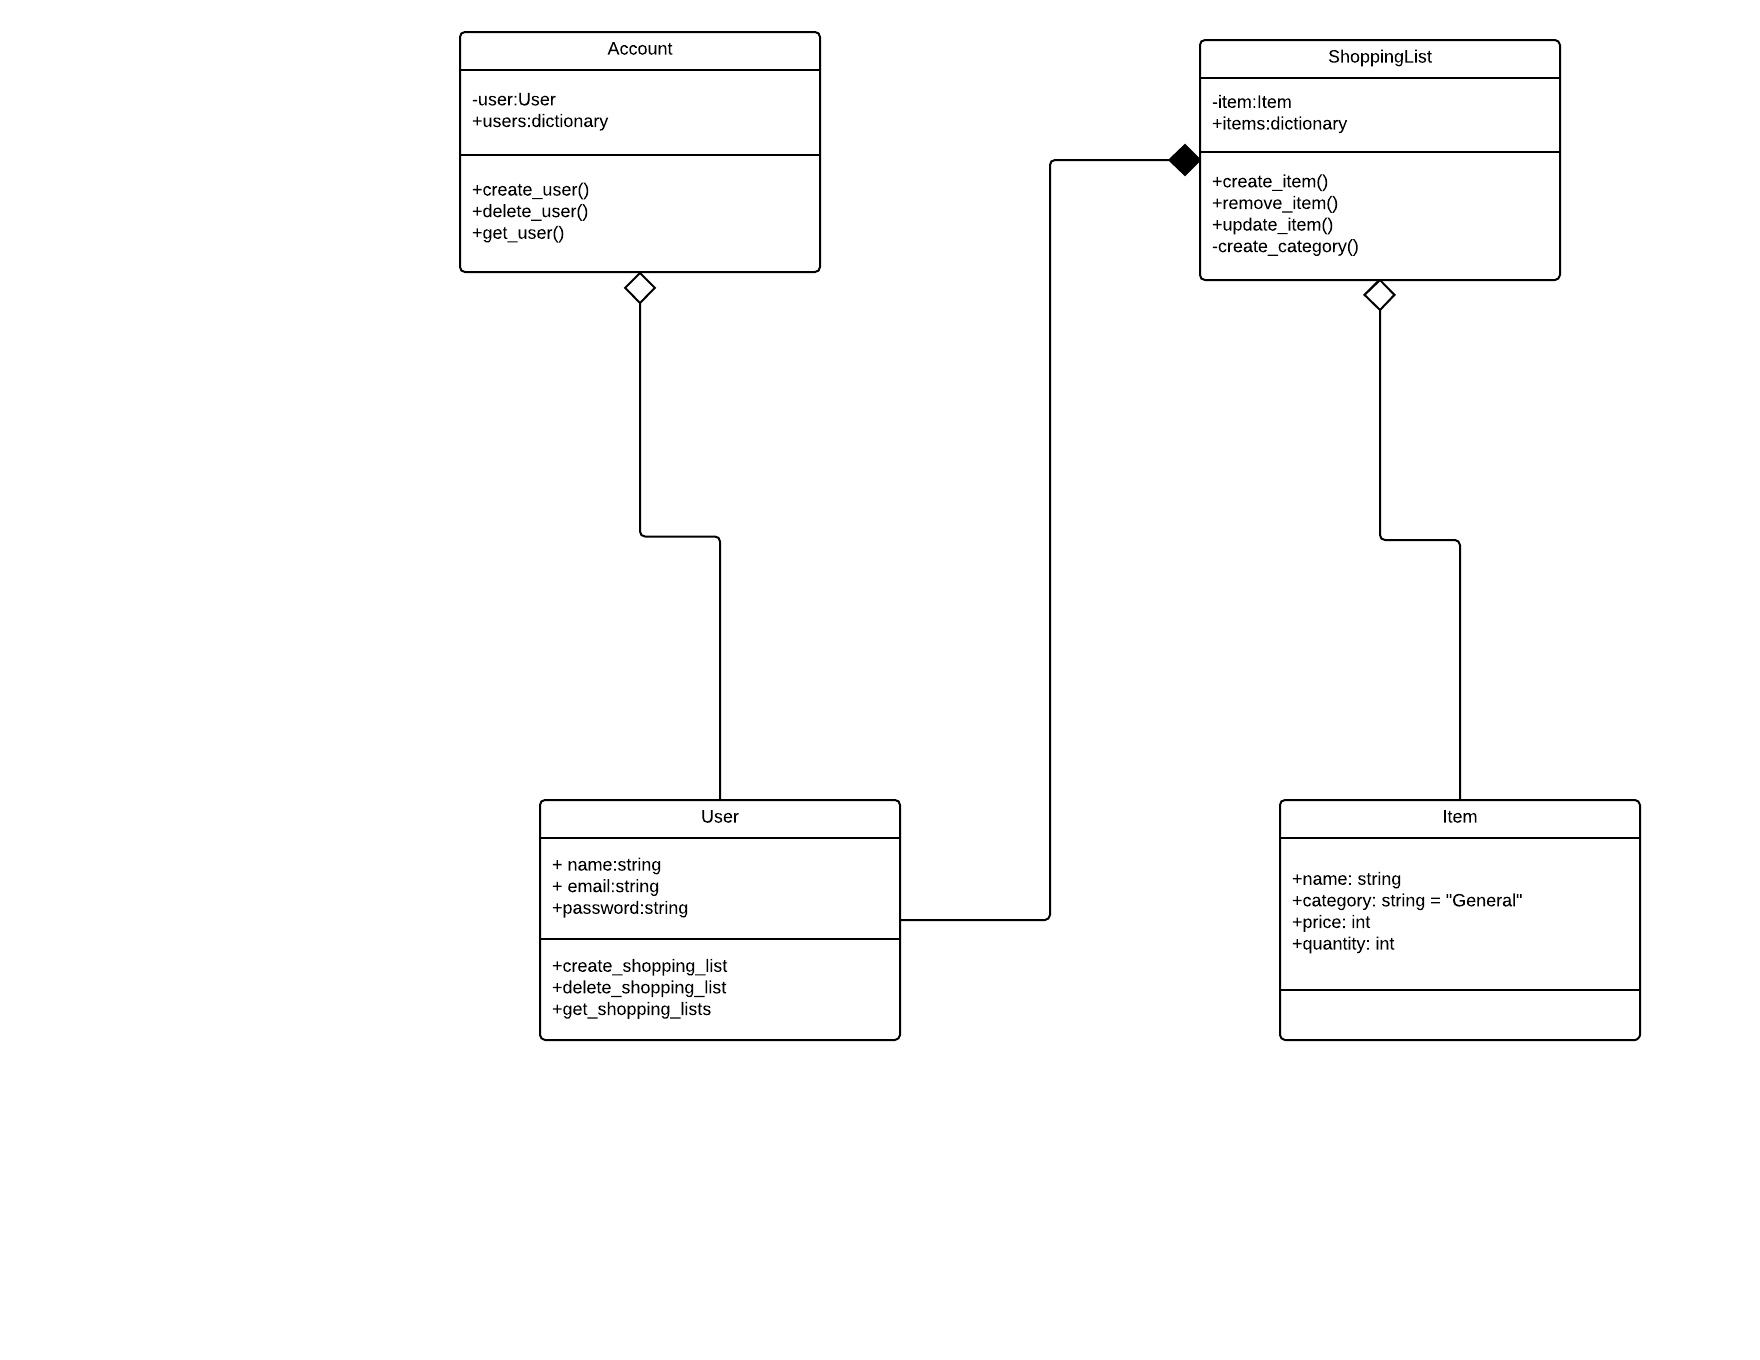 Account
-user:User
+users:dictionary
+create_user()
+delete_user()
+get_user()
ShoppingList
-item:Item
+items:dictionary
+create_item()
+remove_item()
+update_item()
-create_category()
User
+ name:string
+ email:string
+password:string
+create_shopping_list
+delete_shopping_list
+get_shopping_lists
Item
+name: string
+category: string = "General"
+price: int
+quantity: int